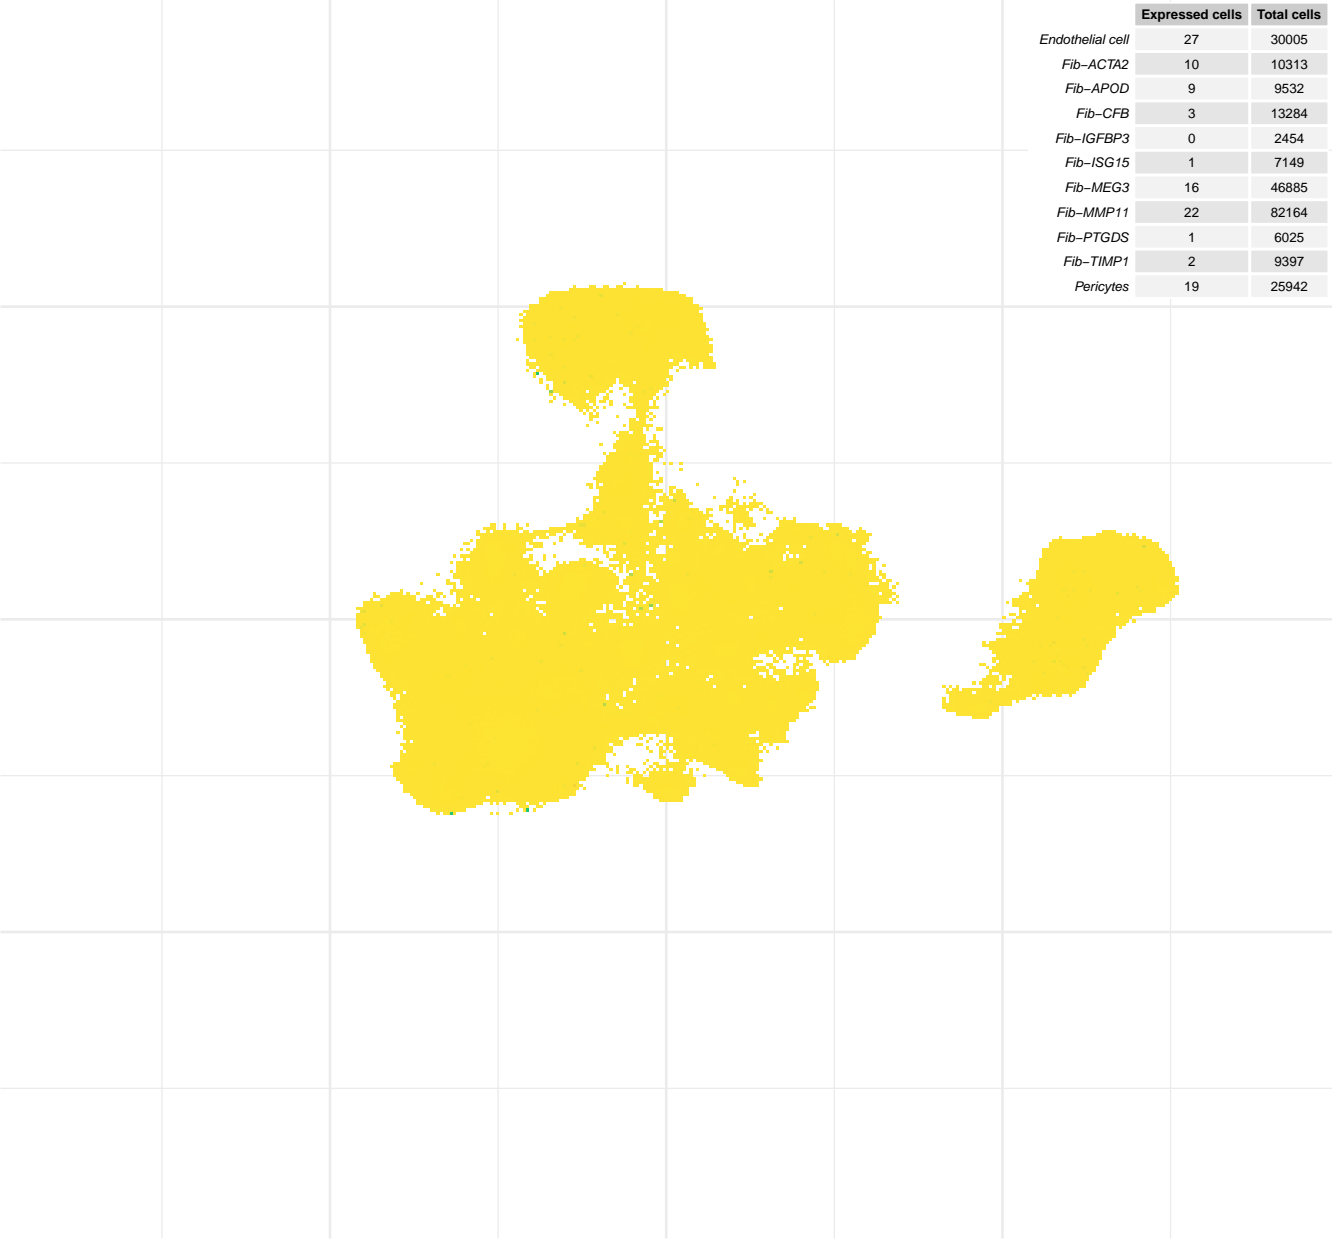 Expressed cells Total cells
Endothelial cell 27 30005
Fib−ACTA2 10 10313
Fib−APOD 9 9532
Fib−CFB 3 13284
Fib−IGFBP3 0 2454
Fib−ISG15 1 7149
Fib−MEG3 16 46885
Fib−MMP11 22 82164
Fib−PTGDS 1 6025
Fib−TIMP1 2 9397
Pericytes 19 25942